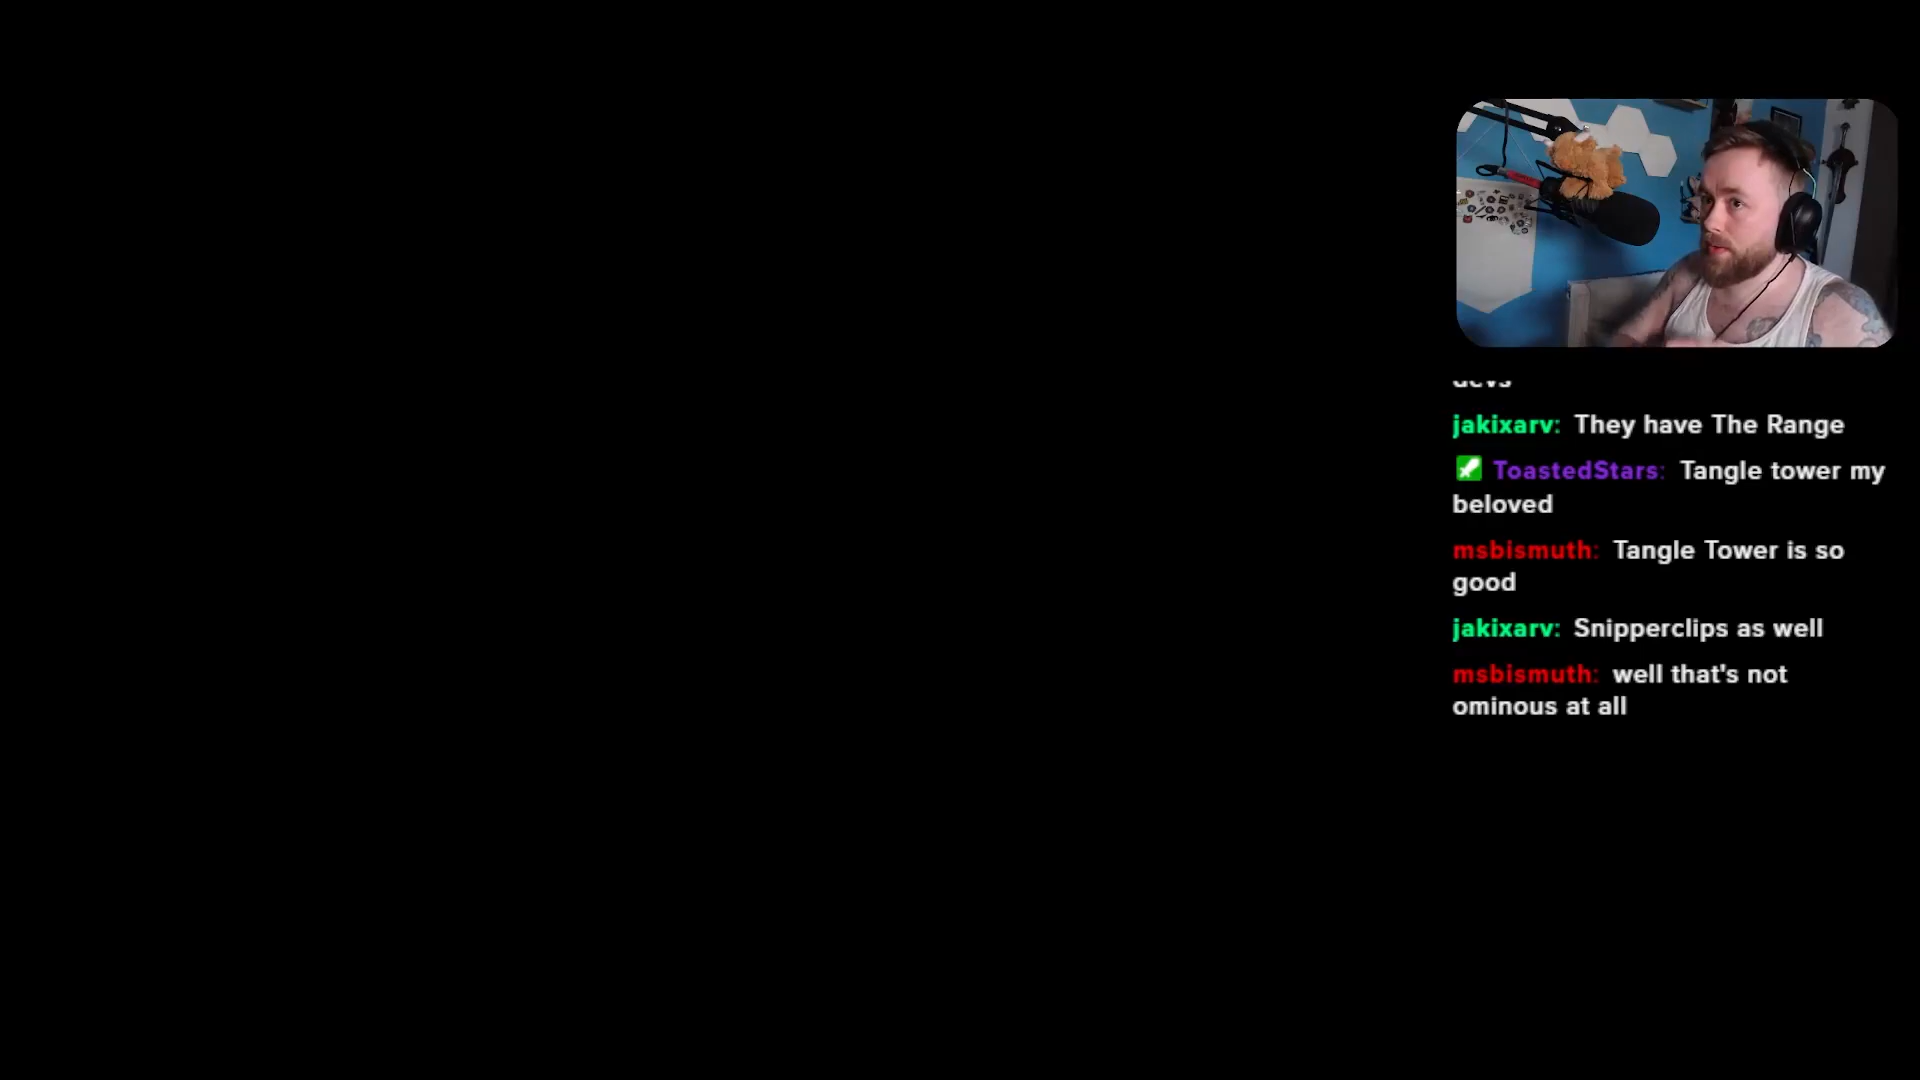 devs
jakixarv: They have The Range
ToastedStars: Tangle tower my
beloved
msbismuth: Tangle Tower is so
good
jakixarv: Snipperclips as well
msbismuth: well that's not
ominous at all